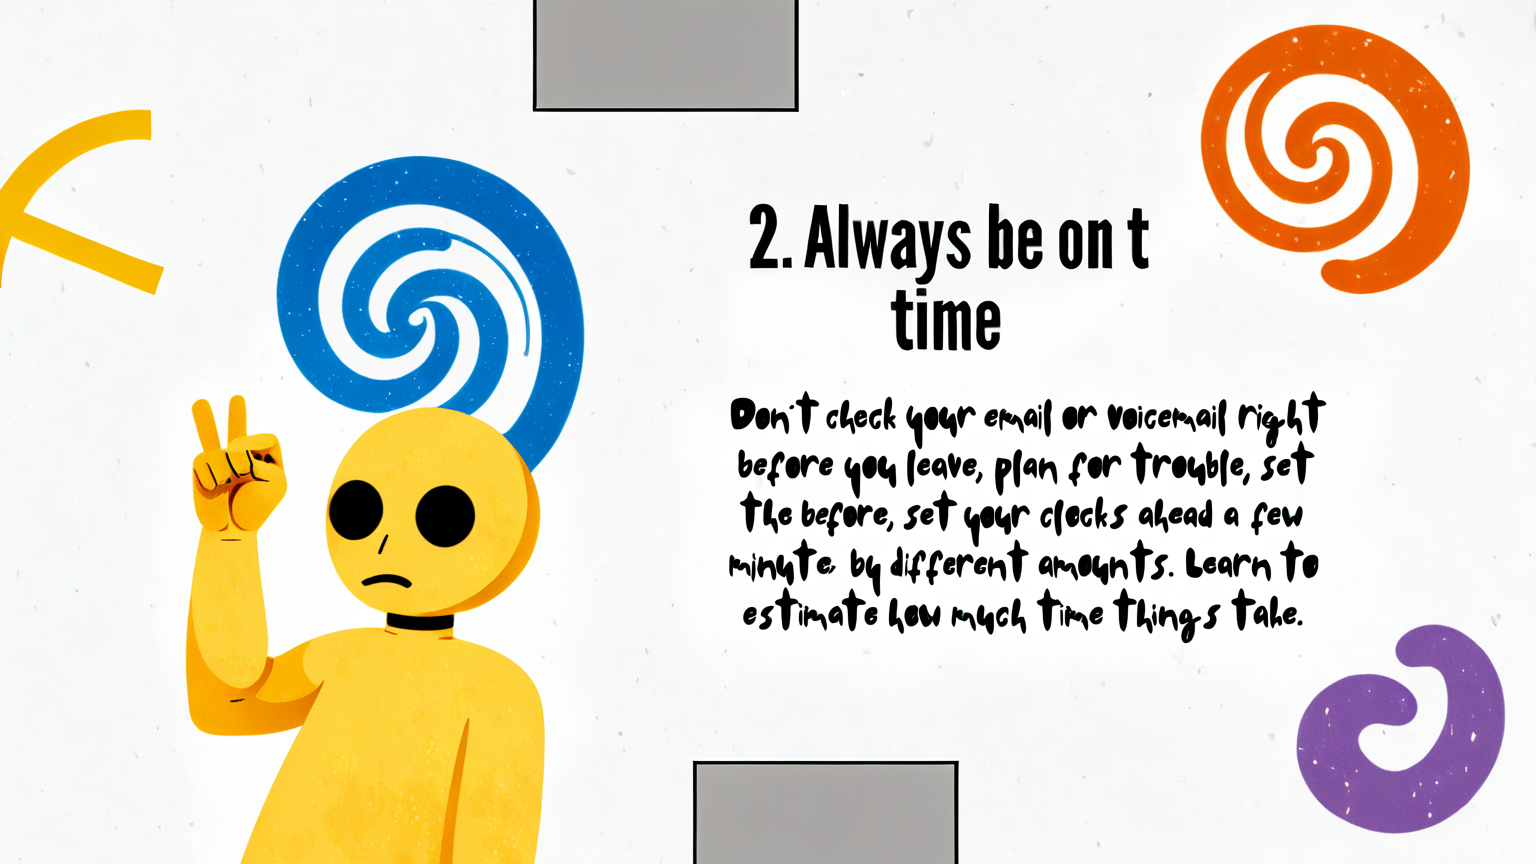 2. Always be on t
time
Don't check your email or voicemail right
before you leave, plan for trouble, set
the before, set your clocks ahead a few
minute, by different amounts. Learn to
estimate how much time things take.